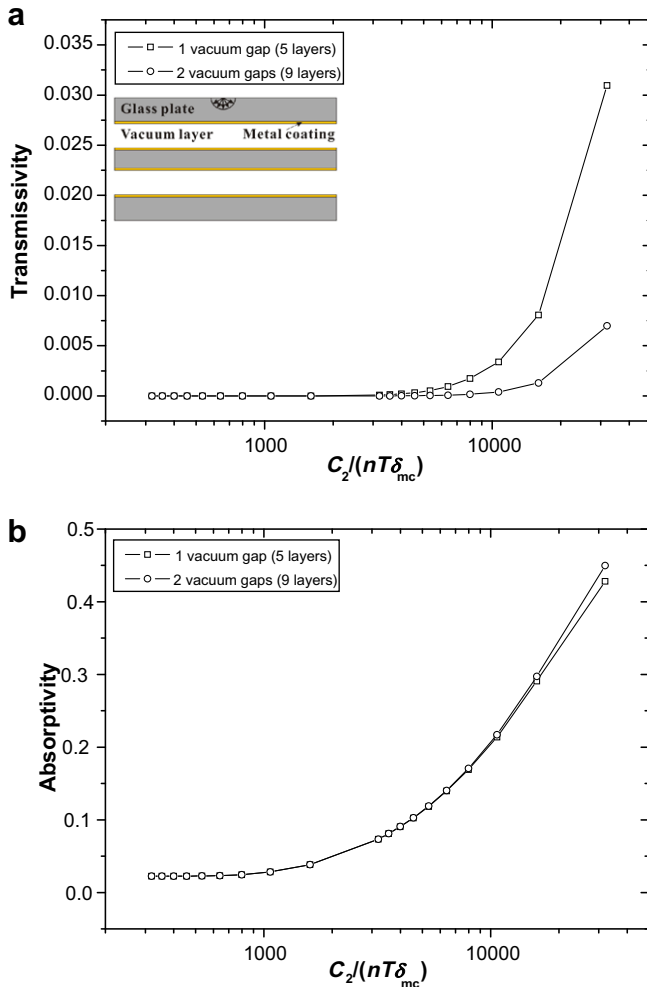 a
0.035
0.030
0.025
0.020
0.015
0.010
0.005
0.000
Transmissivity
1 vacuum gap (5 layers)
2 vacuum gaps (9 layers)
Glass plate
Vacuum layer
Metal coating
1000
10000
C₂/(nTδmc)
b
0.5
0.4
0.3
0.2
0.1
0.0
Absorptivity
1 vacuum gap (5 layers)
2 vacuum gaps (9 layers)
1000
10000
C₂/(nTδmc)